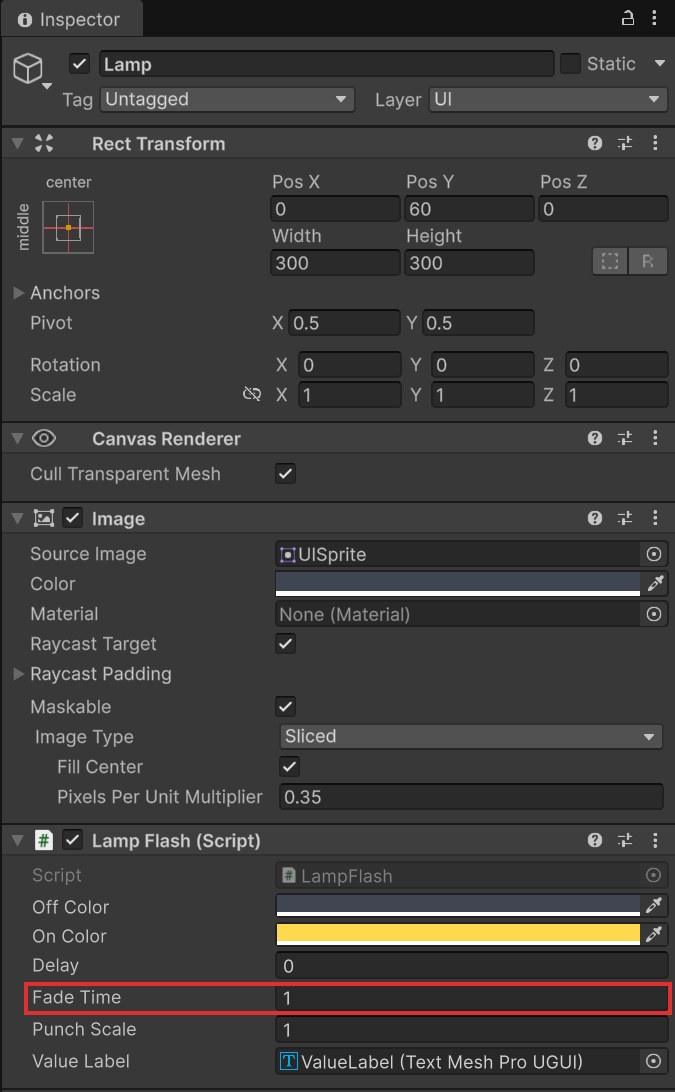 Inspector
Lamp Static
Tag Untagged Layer UI
Rect Transform
center
middle
Pos X Pos Y Pos Z
0 60 0
Width Height
300 300
R
Anchors
Pivot X 0.5 Y 0.5
Rotation X 0 Y 0 Z 0
Scale X 1 Y 1 Z 1
Canvas Renderer
Cull Transparent Mesh
Image
Source Image UISprite
Color
Material None (Material)
Raycast Target
Raycast Padding
Maskable
Image Type Sliced
Fill Center
Pixels Per Unit Multiplier 0.35
# Lamp Flash (Script)
Script # LampFlash
Off Color
On Color
Delay 0
Fade Time 1
Punch Scale 1
Value Label T ValueLabel (Text Mesh Pro UGUI)